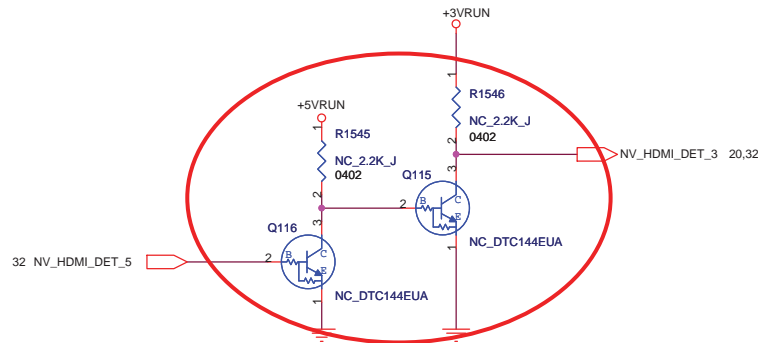 +3VRUN
1
R1546
+5VRUN
NC_2.2K_J
1
R1545
2
0402
NC_2.2K_J
NV_HDMI_DET_3 20,32
0402
Q115
3
2
C
B
2
3
Q116
E
C
NC_DTC144EUA
1
32 NV_HDMI_DET_5
2
B
E
NC_DTC144EUA
1